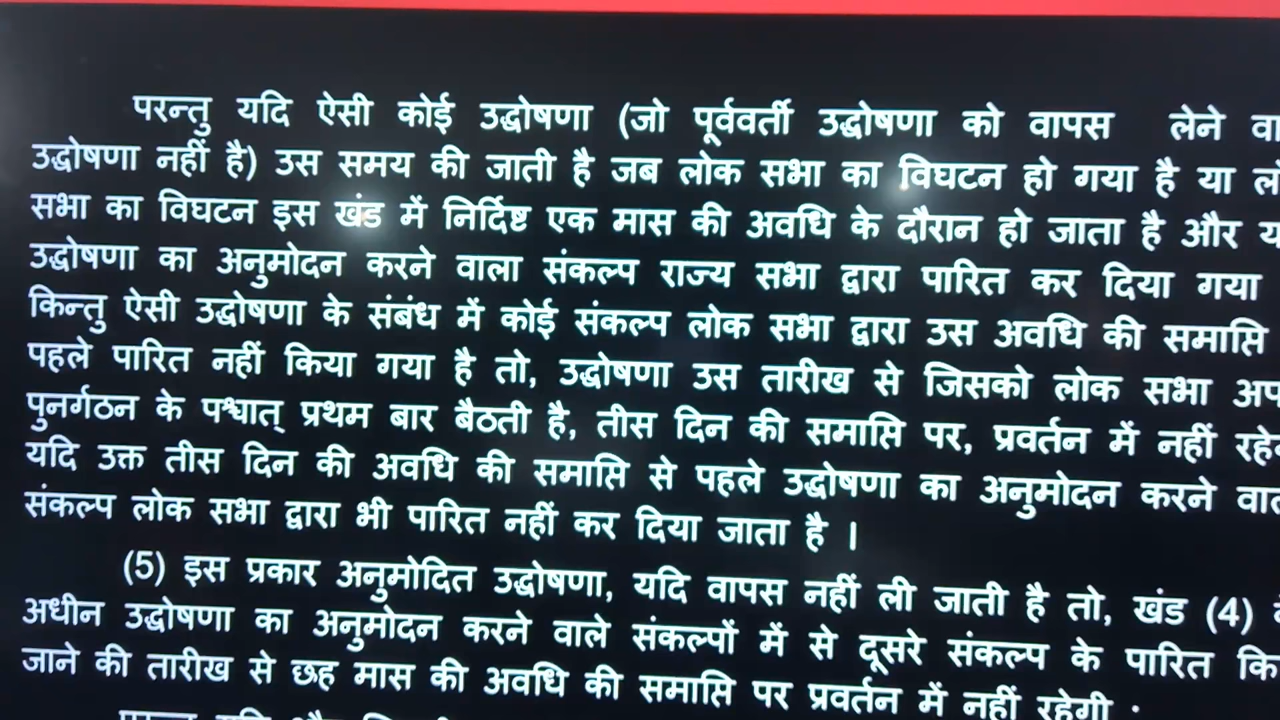 परन्तु यदि ऐसी कोई उद्घोषणा (जो पूर्ववर्ती उद्घोषणा को वापस लेने
उद्घोषणा नहीं है) उस समय की जाती है जब लोक सभा का विघटन हो गया है या
सभा का विघटन इस खंड में निर्दिष्ट एक मास की अवधि के दौरान हो जाता है और
उद्घोषणा का अनुमोदन करने वाला संकल्प राज्य सभा द्वारा पारित कर दिया गया
किन्तु ऐसी उद्घोषणा के संबंध में कोई संकल्प लोक सभा द्वारा उस अवधि की समाप्ति
पहले पारित नहीं किया गया है तो, उद्घोषणा उस तारीख से जिसको लोक सभा
पुनर्गठन के पश्चात् प्रथम बार बैठती है, तीस दिन की समाप्ति पर, प्रवर्तन में नहीं
यदि उक्त तीस दिन की अवधि की समाप्ति से पहले उद्घोषणा का अनुमोदन करने
संकल्प लोक सभा द्वारा भी पारित नहीं कर दिया जाता है ।
(5) इस प्रकार अनुमोदित उद्घोषणा, यदि वापस नहीं ली जाती है तो, खंड (4)
अधीन उद्घोषणा का अनुमोदन करने वाले संकल्पों में से दूसरे संकल्प के पारित
जाने की तारीख से छह मास की अवधि की समाप्ति पर प्रवर्तन में नहीं रहेगी :